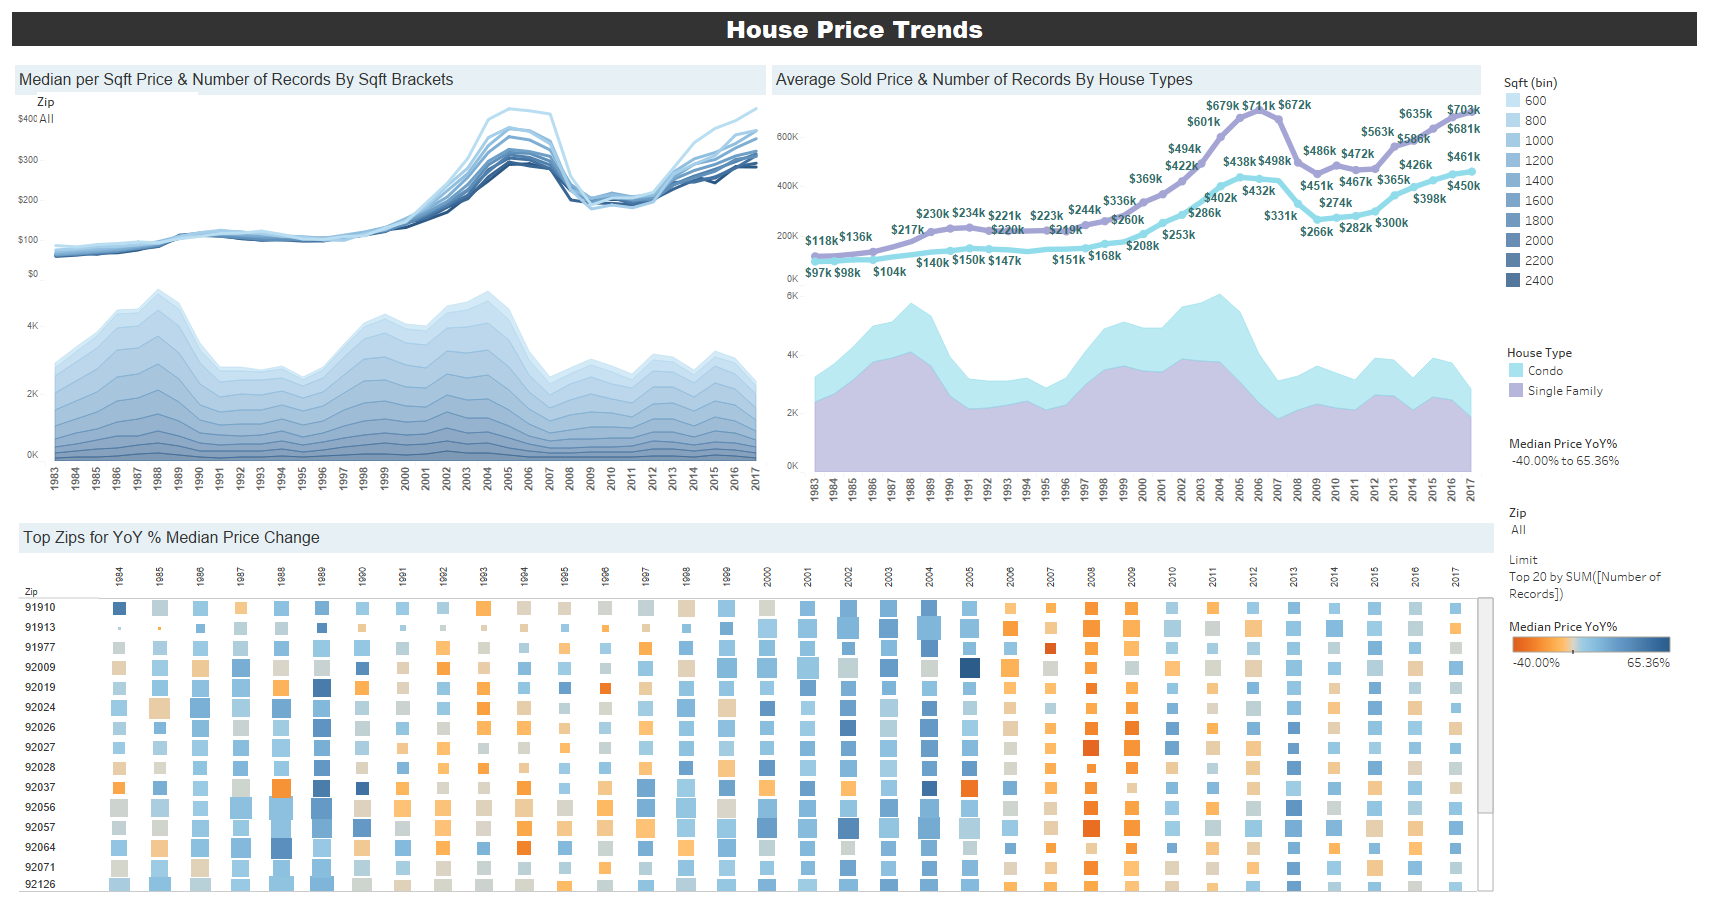 House Price Trends
Median per Sqft Price & Number of Records By Sqft Brackets
Zip
All
$400
$300
$200
$100
$0
4K
2K
0K
1983 1984 1985 1986 1987 1988 1989 1990 1991 1992 1993 1994 1995 1996 1997 1998 1999 2000 2001 2002 2003 2004 2005 2006 2007 2008 2009 2010 2011 2012 2013 2014 2015 2016 2017
Average Sold Price & Number of Records By House Types
600K
400K
200K
0K
$118k $136k $217k $230k $234k $221k $220k $223k $219k $244k $336k $260k $369k $422k $494k $601k $679k $711k $672k $486k $451k $472k $467k $563k $586k $635k $703k $681k
$97k $98k $104k $140k $150k $147k $151k $168k $208k $253k $286k $402k $438k $432k $498k $331k $266k $274k $282k $300k $365k $426k $398k $461k $450k
6K
4K
2K
0K
1983 1984 1985 1986 1987 1988 1989 1990 1991 1992 1993 1994 1995 1996 1997 1998 1999 2000 2001 2002 2003 2004 2005 2006 2007 2008 2009 2010 2011 2012 2013 2014 2015 2016 2017
Sqft (bin)
600
800
1000
1200
1400
1600
1800
2000
2200
2400
House Type
Condo
Single Family
Median Price YoY%
-40.00% to 65.36%
Zip
All
Limit
Top 20 by SUM([Number of
Records])
Median Price YoY%
-40.00% 65.36%
Top Zips for YoY % Median Price Change
Zip 1984 1985 1986 1987 1988 1989 1990 1991 1992 1993 1994 1995 1996 1997 1998 1999 2000 2001 2002 2003 2004 2005 2006 2007 2008 2009 2010 2011 2012 2013 2014 2015 2016 2017
91910
91913
91977
92009
92019
92024
92026
92027
92028
92037
92056
92057
92064
92071
92126